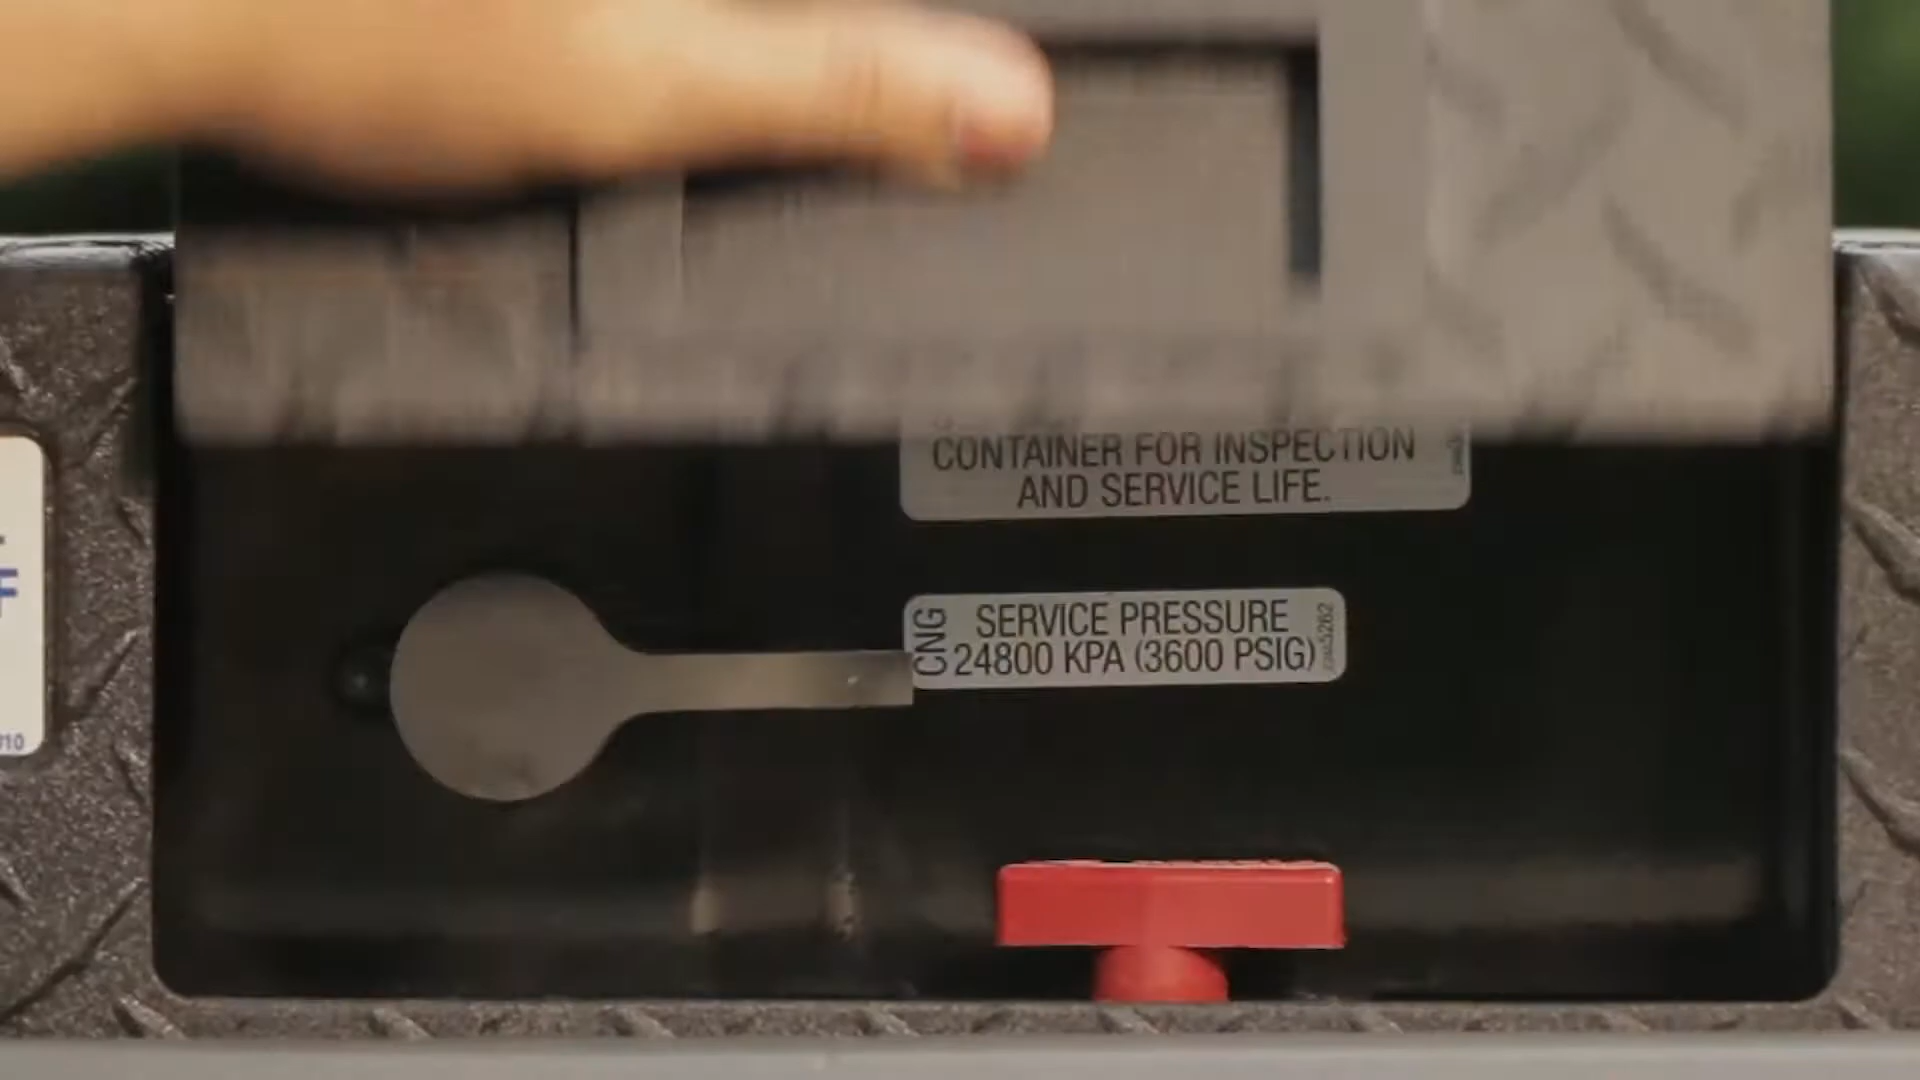 CONTAINER FOR INSPECTION
AND SERVICE LIFE.
CNG
SERVICE PRESSURE
24800 KPA (3600 PSIG)
F